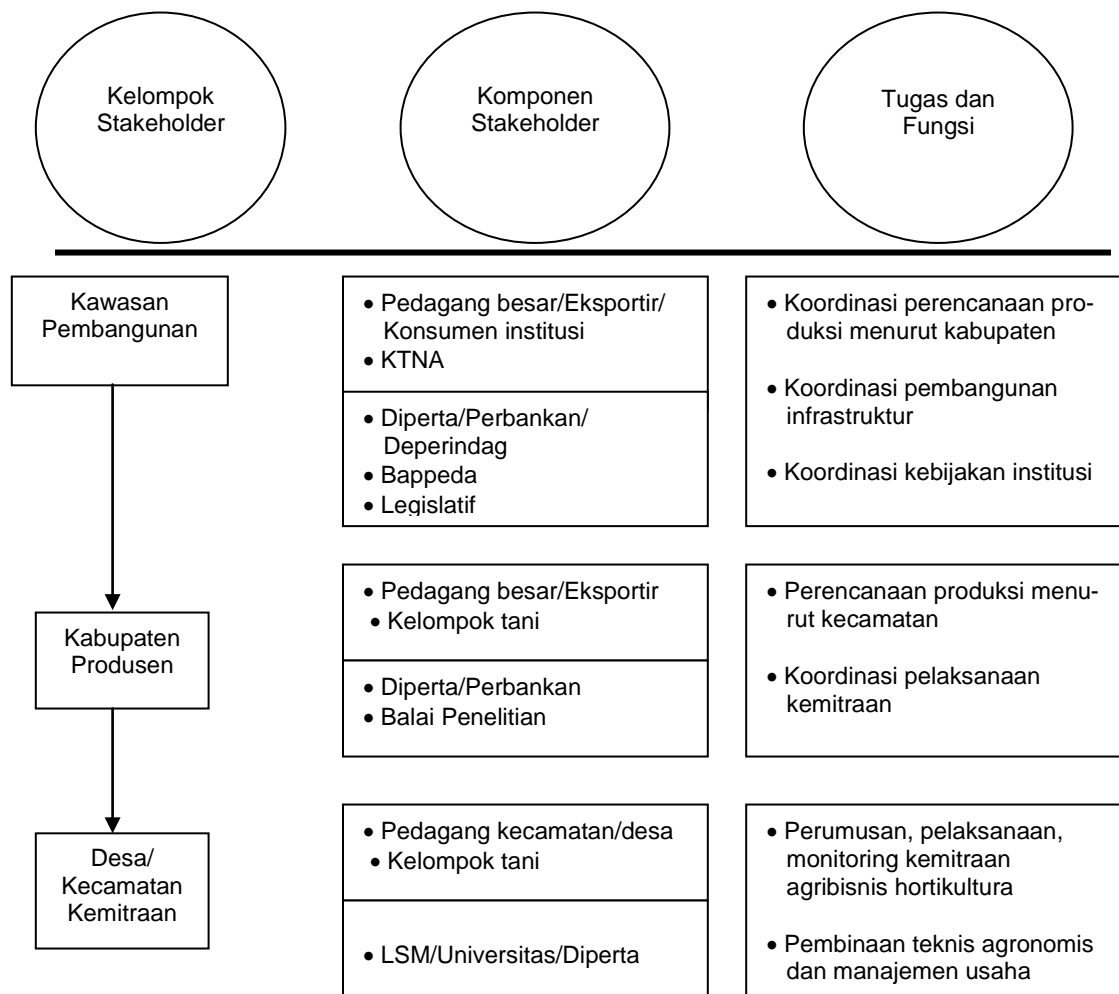 Kelompok
Stakeholder
Komponen
Stakeholder
Tugas dan
Fungsi
Kawasan
Pembangunan
• Pedagang besar/Eksportir/
Konsumen institusi
• KTNA
• Diperta/Perbankan/
Deperindag
• Bappeda
• Legislatif
• Koordinasi perencanaan pro-
duksi menurut kabupaten
• Koordinasi pembangunan
infrastruktur
• Koordinasi kebijakan institusi
Kabupaten
Produsen
• Pedagang besar/Eksportir
• Kelompok tani
• Diperta/Perbankan
• Balai Penelitian
• Perencanaan produksi menu-
rut kecamatan
• Koordinasi pelaksanaan
kemitraan
Desa/
Kecamatan
Kemitraan
• Pedagang kecamatan/desa
• Kelompok tani
• LSM/Universitas/Diperta
• Perumusan, pelaksanaan,
monitoring kemitraan
agribisnis hortikultura
• Pembinaan teknis agronomis
dan manajemen usaha